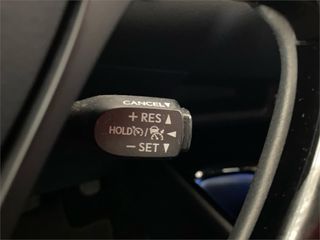 CANCEL
+ RES
HOLD /
− SET